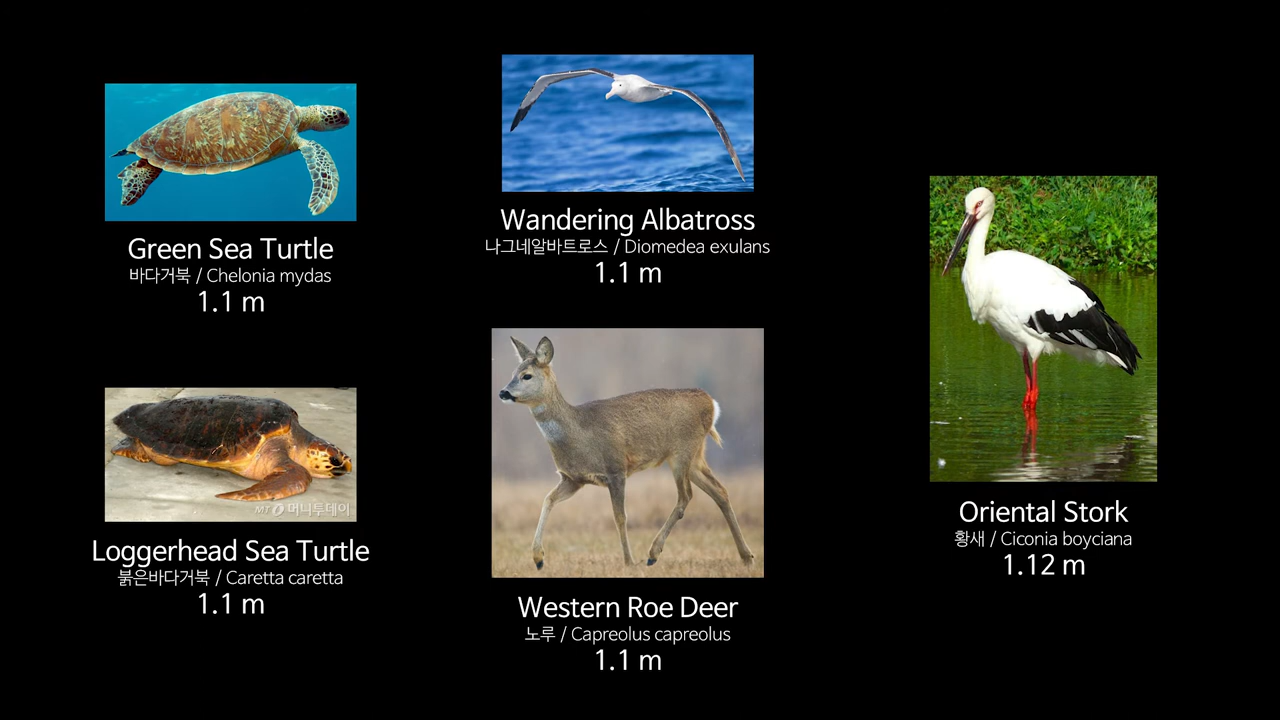 Green Sea Turtle
바다거북 / Chelonia mydas
1.1 m
MT 머니투데이
Loggerhead Sea Turtle
붉은바다거북 / Caretta caretta
1.1 m
Wandering Albatross
나그네알바트로스 / Diomedea exulans
1.1 m
Western Roe Deer
노루 / Capreolus capreolus
1.1 m
Oriental Stork
황새 / Ciconia boyciana
1.12 m